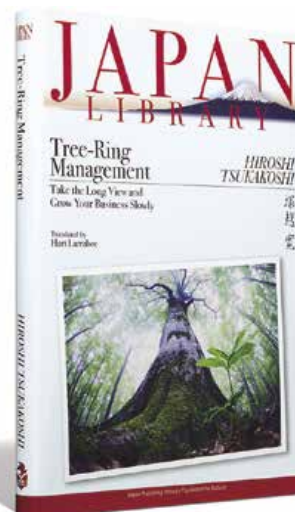 JAPAN
LIBRARY
Tree-Ring
Management
Take the Long View and
Grow Your Business Slowly
Translated by
Hart Larrabee
HIROSHI
TSUKAKOSHI
Tree-Ring Management
HIROSHI TSUKAKOSHI